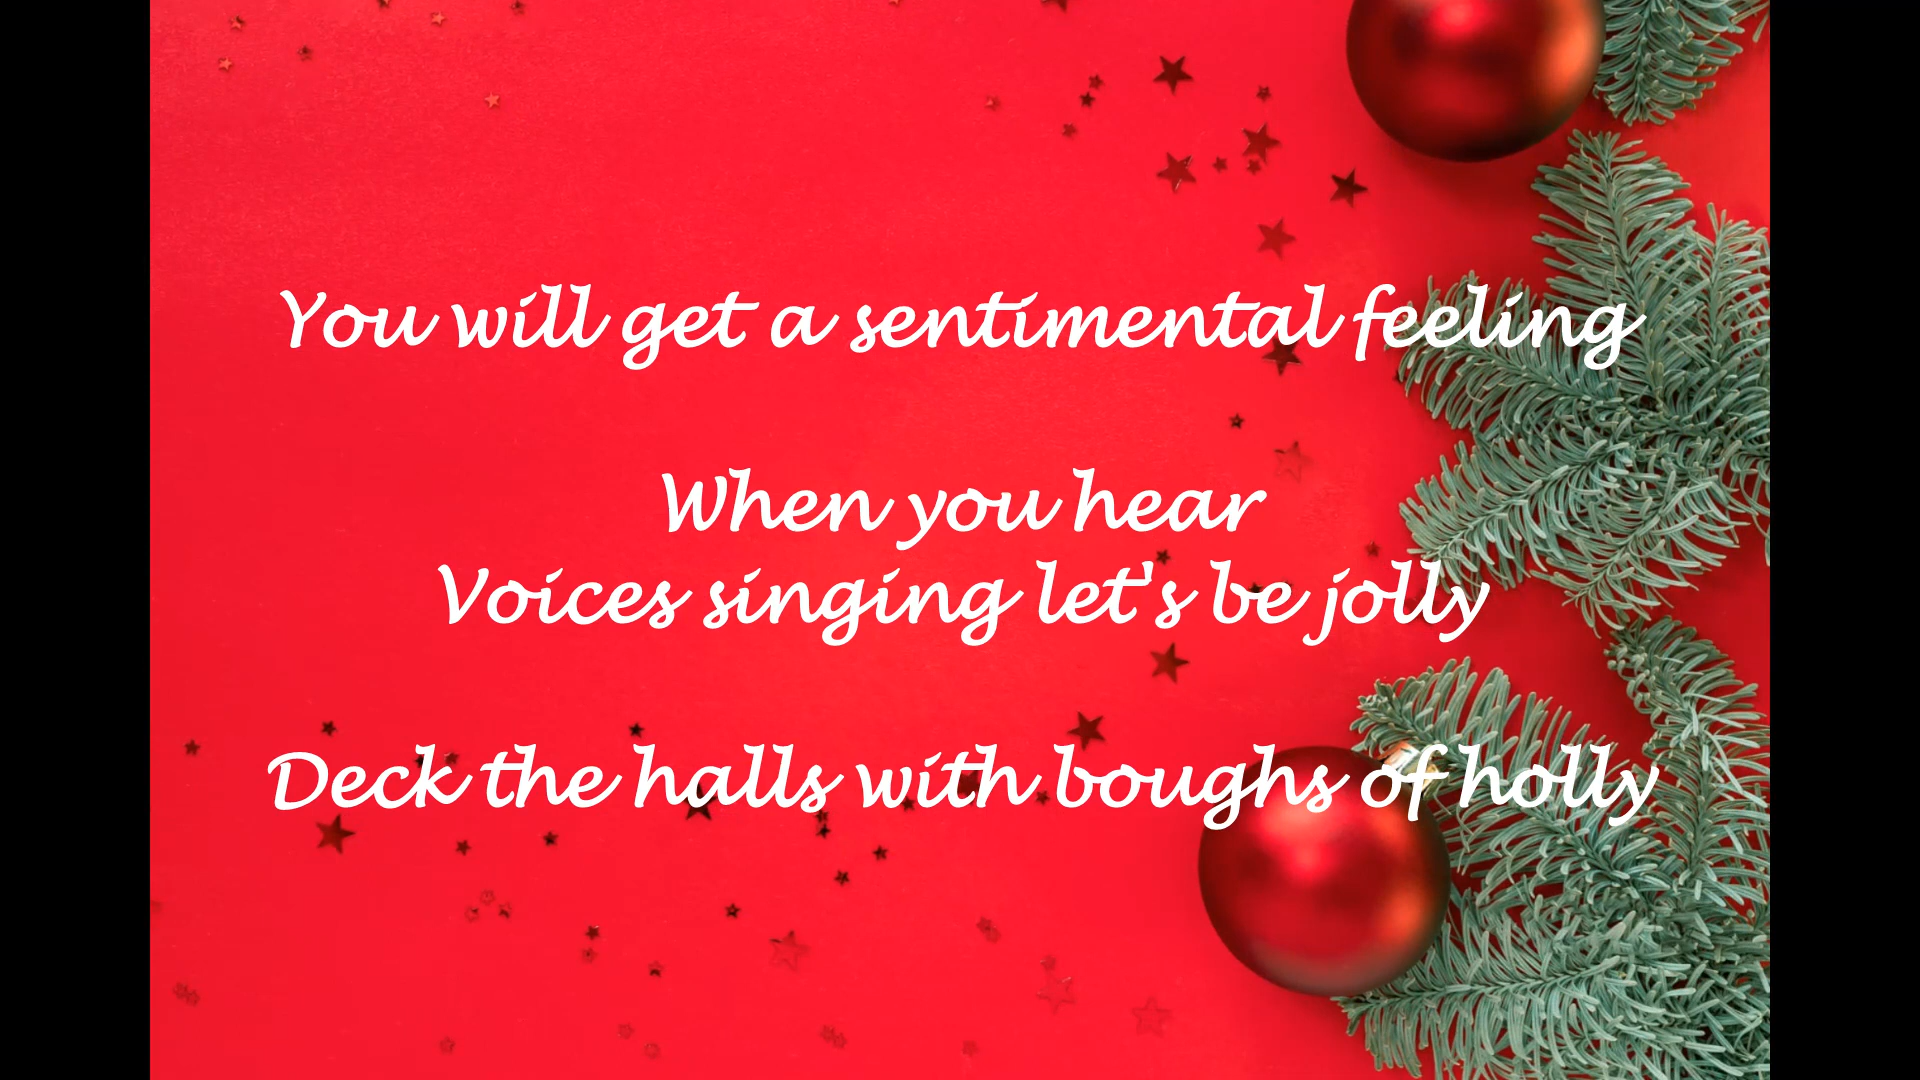 You will get a sentimental feeling
When you hear
Voices singing let's be jolly
Deck the halls with boughs of holly